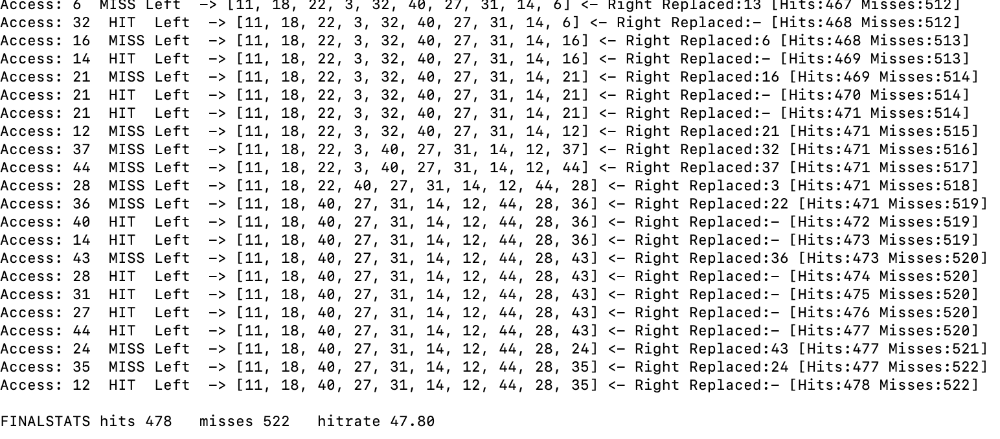 Access: 6  MISS Left  -> [11, 18, 22, 3, 32, 40, 27, 31, 14, 6] <- Right Replaced:13 [Hits:467 Misses:512]
Access: 32  HIT  Left  -> [11, 18, 22, 3, 32, 40, 27, 31, 14, 6] <- Right Replaced:- [Hits:468 Misses:512]
Access: 16  MISS Left  -> [11, 18, 22, 3, 32, 40, 27, 31, 14, 16] <- Right Replaced:6 [Hits:468 Misses:513]
Access: 14  HIT  Left  -> [11, 18, 22, 3, 32, 40, 27, 31, 14, 16] <- Right Replaced:- [Hits:469 Misses:513]
Access: 21  MISS Left  -> [11, 18, 22, 3, 32, 40, 27, 31, 14, 21] <- Right Replaced:16 [Hits:469 Misses:514]
Access: 21  HIT  Left  -> [11, 18, 22, 3, 32, 40, 27, 31, 14, 21] <- Right Replaced:- [Hits:470 Misses:514]
Access: 21  HIT  Left  -> [11, 18, 22, 3, 32, 40, 27, 31, 14, 21] <- Right Replaced:- [Hits:471 Misses:514]
Access: 12  MISS Left  -> [11, 18, 22, 3, 32, 40, 27, 31, 14, 12] <- Right Replaced:21 [Hits:471 Misses:515]
Access: 37  MISS Left  -> [11, 18, 22, 3, 40, 27, 31, 14, 12, 37] <- Right Replaced:32 [Hits:471 Misses:516]
Access: 44  MISS Left  -> [11, 18, 22, 3, 40, 27, 31, 14, 12, 44] <- Right Replaced:37 [Hits:471 Misses:517]
Access: 28  MISS Left  -> [11, 18, 22, 40, 27, 31, 14, 12, 44, 28] <- Right Replaced:3 [Hits:471 Misses:518]
Access: 36  MISS Left  -> [11, 18, 40, 27, 31, 14, 12, 44, 28, 36] <- Right Replaced:22 [Hits:471 Misses:519]
Access: 40  HIT  Left  -> [11, 18, 40, 27, 31, 14, 12, 44, 28, 36] <- Right Replaced:- [Hits:472 Misses:519]
Access: 14  HIT  Left  -> [11, 18, 40, 27, 31, 14, 12, 44, 28, 36] <- Right Replaced:- [Hits:473 Misses:519]
Access: 43  MISS Left  -> [11, 18, 40, 27, 31, 14, 12, 44, 28, 43] <- Right Replaced:36 [Hits:473 Misses:520]
Access: 28  HIT  Left  -> [11, 18, 40, 27, 31, 14, 12, 44, 28, 43] <- Right Replaced:- [Hits:474 Misses:520]
Access: 31  HIT  Left  -> [11, 18, 40, 27, 31, 14, 12, 44, 28, 43] <- Right Replaced:- [Hits:475 Misses:520]
Access: 27  HIT  Left  -> [11, 18, 40, 27, 31, 14, 12, 44, 28, 43] <- Right Replaced:- [Hits:476 Misses:520]
Access: 44  HIT  Left  -> [11, 18, 40, 27, 31, 14, 12, 44, 28, 43] <- Right Replaced:- [Hits:477 Misses:520]
Access: 24  MISS Left  -> [11, 18, 40, 27, 31, 14, 12, 44, 28, 24] <- Right Replaced:43 [Hits:477 Misses:521]
Access: 35  MISS Left  -> [11, 18, 40, 27, 31, 14, 12, 44, 28, 35] <- Right Replaced:24 [Hits:477 Misses:522]
Access: 12  HIT  Left  -> [11, 18, 40, 27, 31, 14, 12, 44, 28, 35] <- Right Replaced:- [Hits:478 Misses:522]
FINALSTATS hits 478   misses 522   hitrate 47.80